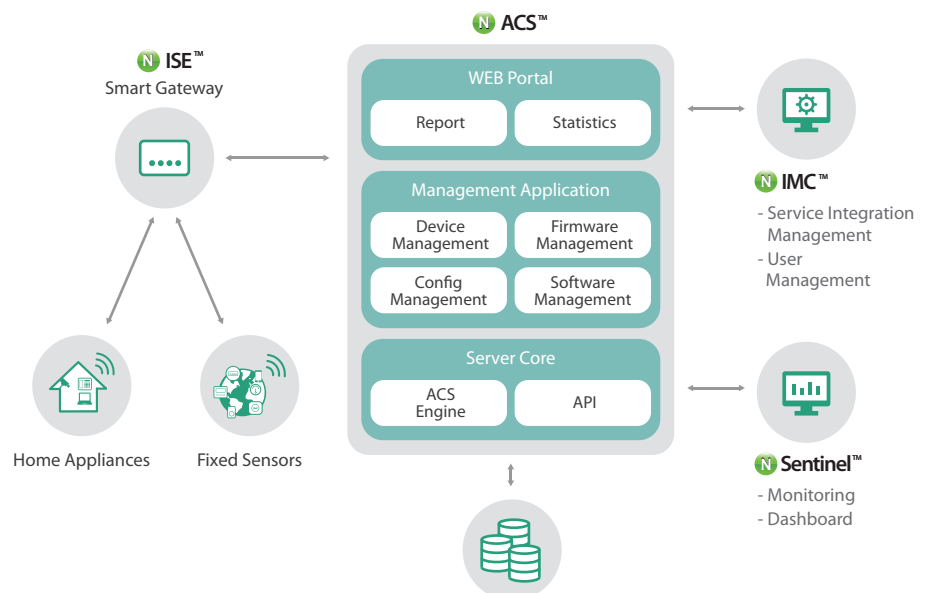 N ACS™
N ISE™
Smart Gateway
WEB Portal
Report
Statistics
N IMC™
- Service Integration
Management
- User
Management
Management Application
Device
Management
Firmware
Management
Config
Management
Software
Management
Server Core
ACS
Engine
API
Home Appliances
Fixed Sensors
N Sentinel™
- Monitoring
- Dashboard